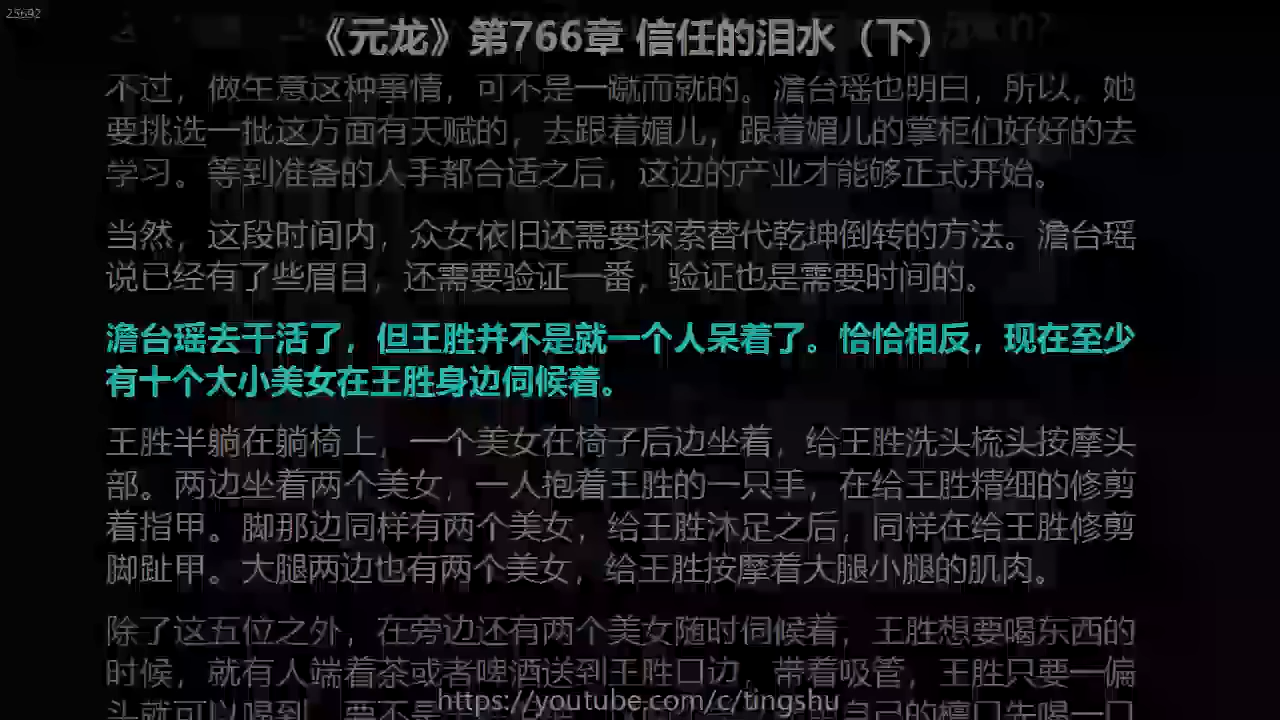 25692
《元龙》第766章 信任的泪水（下）
不过，做生意这种事情，可不是一蹴而就的。澹台瑶也明白，所以，她
要挑选一批这方面有天赋的，去跟着媚儿，跟着媚儿的掌柜们好好的去
学习。等到准备的人手都合适之后，这边的产业才能够正式开始。
当然，这段时间内，众女依旧还需要探索替代乾坤倒转的方法。澹台瑶
说已经有了些眉目，还需要验证一番，验证也是需要时间的。
澹台瑶去干活了，但王胜并不是就一个人呆着了。恰恰相反，现在至少
有十个大小美女在王胜身边伺候着。
王胜半躺在躺椅上，一个美女在椅子后边坐着，给王胜洗头梳头按摩头
部。两边坐着两个美女，一人抱着王胜的一只手，在给王胜精细的修剪
着指甲。脚那边同样有两个美女，给王胜沐足之后，同样在给王胜修剪
脚趾甲。大腿两边也有两个美女，给王胜按摩着大腿小腿的肌肉。
除了这五位之外，在旁边还有两个美女随时伺候着，王胜想要喝东西的
时候，就有人端着茶或者啤酒送到王胜口边，带着吸管，王胜只要一偏
头就可以喝到，要不是
https://youtube.com/c/tingshu